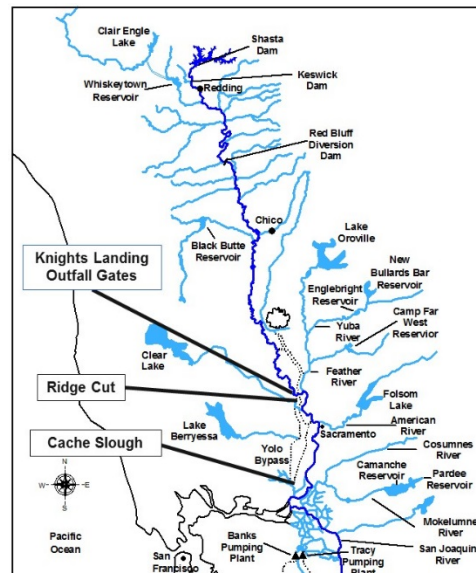 Clair Engle
Lake
Shasta
Dam
Whiskeytown
Reservoir
Redding
Keswick
Dam
Red Bluff
Diversion
Dam
Chico
Black Butte
Reservoir
Lake
Oroville
Knights Landing
Outfall Gates
Englebright
Reservoir
New
Bullards Bar
Reservoir
Yuba
River
Camp Far
West Reservior
Clear
Lake
Feather
River
Ridge Cut
Folsom
Lake
American
River
Sacramento
Lake
Berryessa
Cache Slough
Yolo
Bypass
Cosumnes
River
Camanche
Reservoir
Pardee
Reservoir
N
W
E
S
Mokelumne
River
Pacific
Ocean
San
Francisco
Banks
Pumping
Plant
Tracy
Pumping
Plant
San Joaquin
River